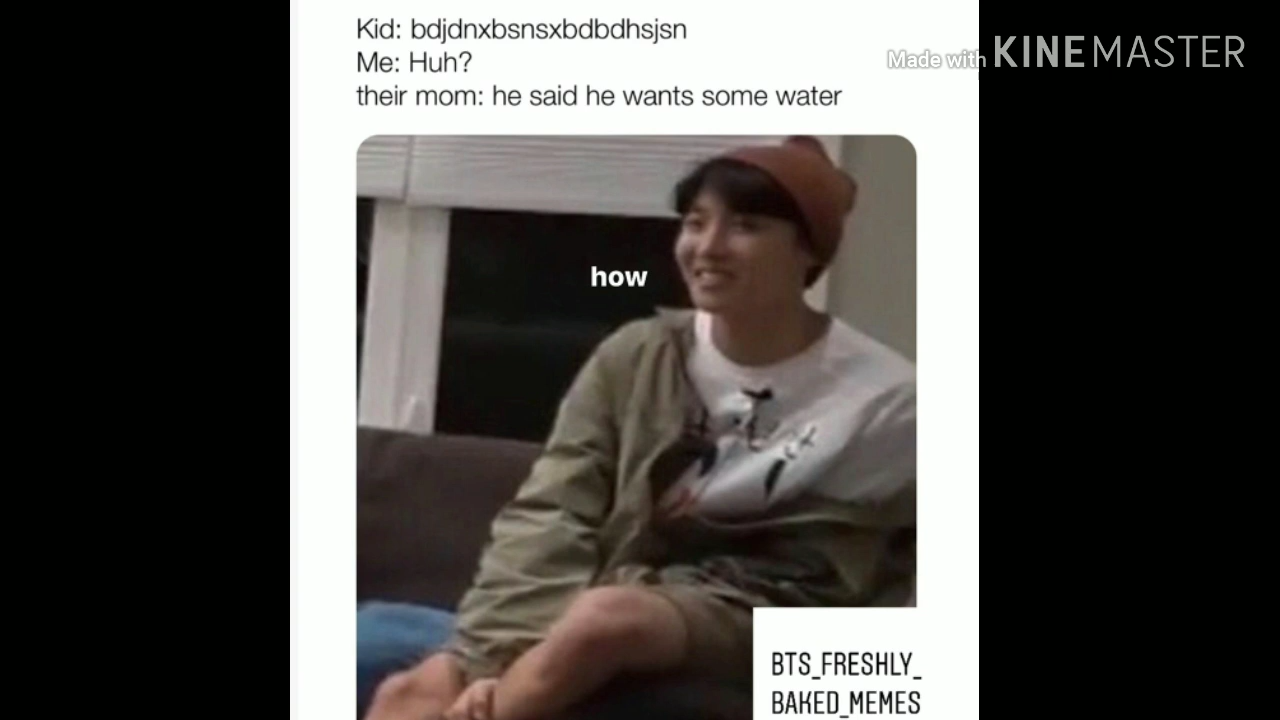 Kid: bdjdnxbsnsxbdbdhsjsn
Me: Huh?
their mom: he said he wants some water
Made with KINEMASTER
how
BTS_FRESHLY_
BAKED_MEMES